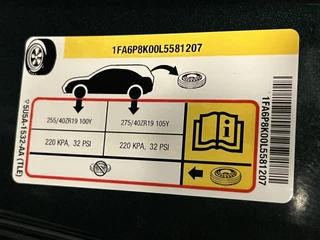 1FA6P8K00L5581207
255/40ZR19 100Y
275/40ZR19 105Y
220 KPA, 32 PSI
220 KPA, 32 PSI
5U5A-1532-AA (TLE)
1FA6P8K00L5581207